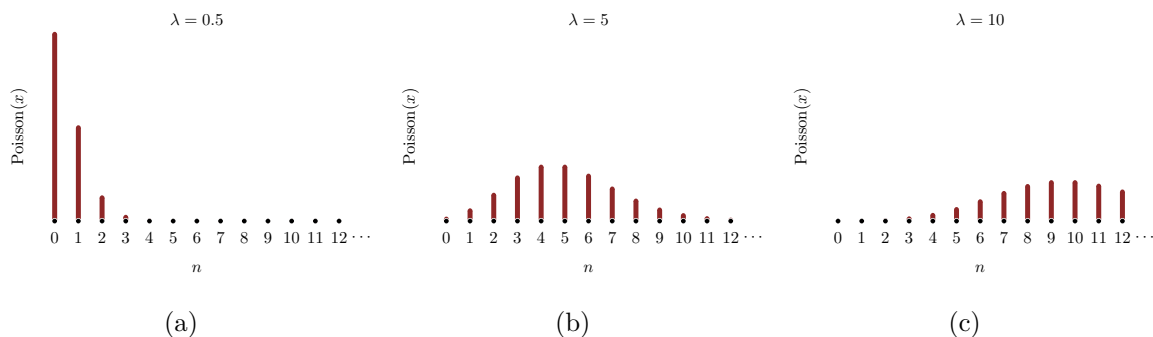 λ = 0.5
Poisson(x)
0 1 2 3 4 5 6 7 8 9 10 11 12 ···
n
(a)
λ = 5
Poisson(x)
0 1 2 3 4 5 6 7 8 9 10 11 12 ···
n
(b)
λ = 10
Poisson(x)
0 1 2 3 4 5 6 7 8 9 10 11 12 ···
n
(c)